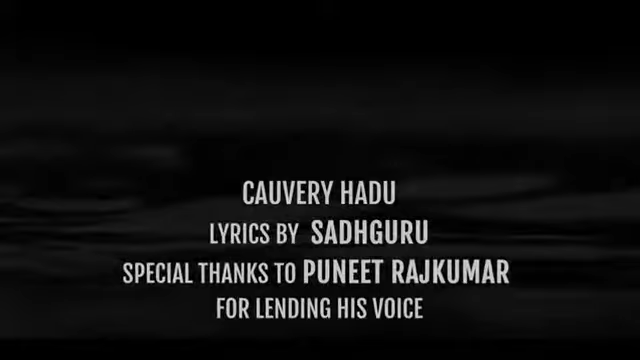 CAUVERY HADU
LYRICS BY SADHGURU
SPECIAL THANKS TO PUNEET RAJKUMAR
FOR LENDING HIS VOICE